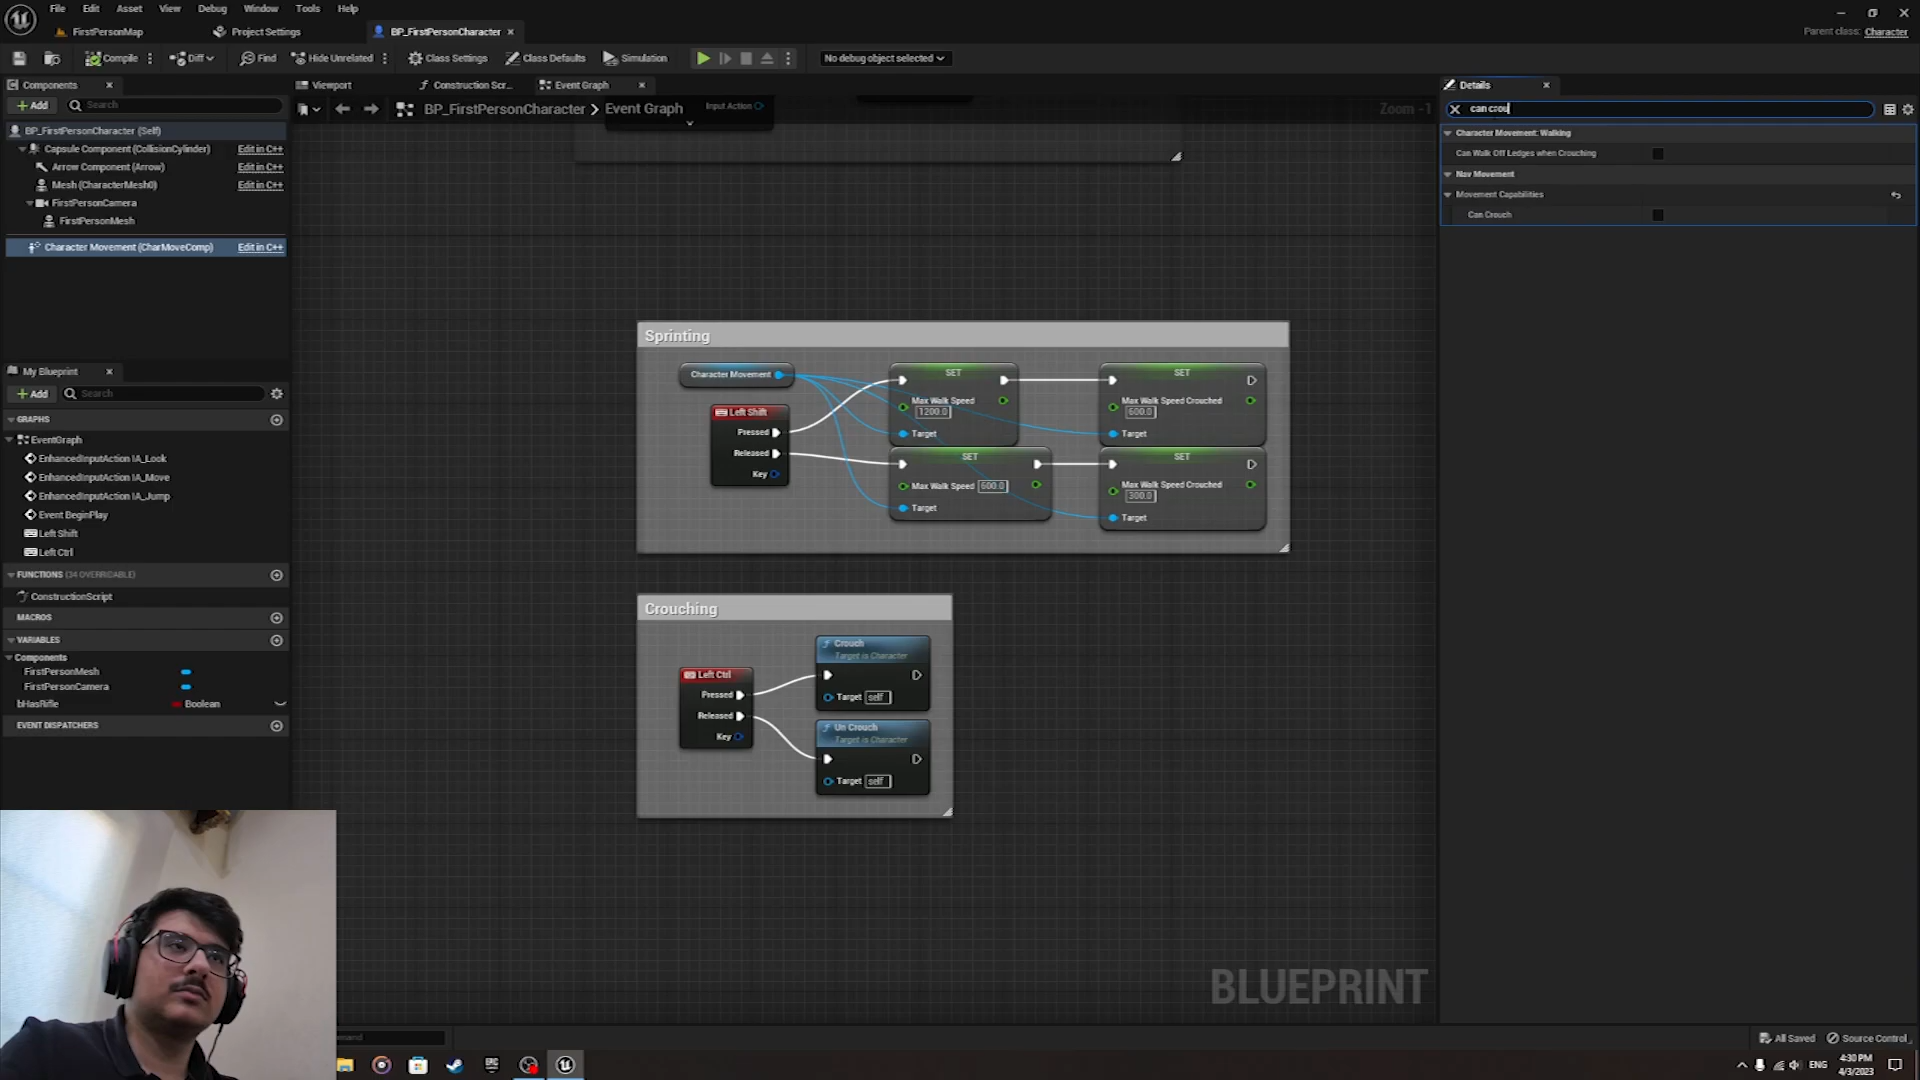 File Edit Asset View Debug Window Tools Help
FirstPersonMap Project Settings BP_FirstPersonCharacter
Parent class: Character
Compile Diff Find Hide Unrelated Class Settings Class Defaults Simulation No debug object selected
Components
Add Search
BP_FirstPersonCharacter (Self)
Capsule Component (CollisionCylinder) Edit in C++
Arrow Component (Arrow) Edit in C++
Mesh (CharacterMesh0) Edit in C++
FirstPersonCamera
FirstPersonMesh
Character Movement (CharMoveComp) Edit in C++
My Blueprint
Add Search
GRAPHS
EventGraph
EnhancedInputAction IA_Look
EnhancedInputAction IA_Move
EnhancedInputAction IA_Jump
Event BeginPlay
Left Shift
Left Ctrl
FUNCTIONS (34 OVERRIDABLE)
ConstructionScript
MACROS
VARIABLES
Components
FirstPersonMesh
FirstPersonCamera
bHasRifle Boolean
EVENT DISPATCHERS
Viewport Construction Scr... Event Graph
BP_FirstPersonCharacter > Event Graph
Input Action
Zoom -1
Sprinting
Character Movement
Left Shift
Pressed
Released
Key
SET
Max Walk Speed
1200.0
Target
SET
Max Walk Speed Crouched
600.0
Target
SET
Max Walk Speed 600.0
Target
SET
Max Walk Speed Crouched
300.0
Target
Crouching
Left Ctrl
Pressed
Released
Key
Crouch
Target is Character
Target self
Un Crouch
Target is Character
Target self
BLUEPRINT
Details
can crou
Character Movement: Walking
Can Walk Off Ledges when Crouching
Nav Movement
Movement Capabilities
Can Crouch
All Saved Source Control
ENG
4:30 PM
4/3/2023